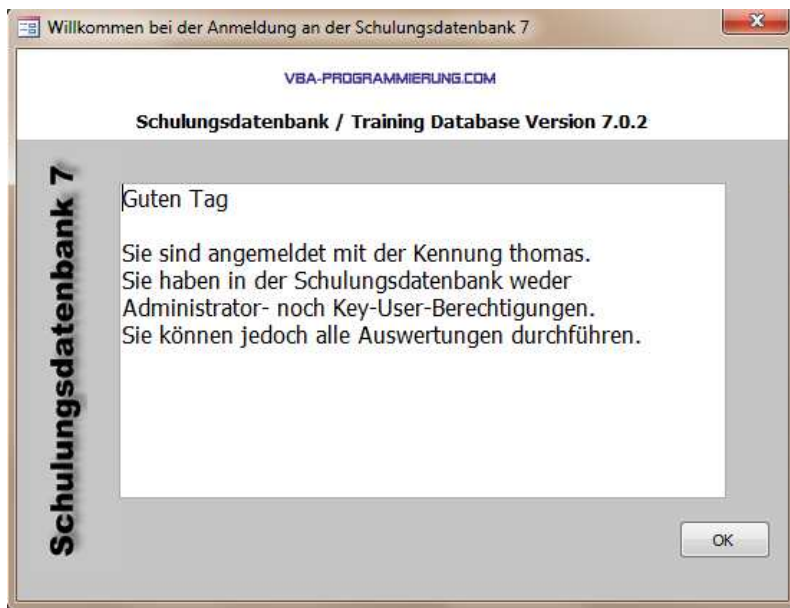 Willkommen bei der Anmeldung an der Schulungsdatenbank 7
VBA-PROGRAMMIERUNG.COM
Schulungsdatenbank / Training Database Version 7.0.2
Schulungsdatenbank 7
Guten Tag
Sie sind angemeldet mit der Kennung thomas.
Sie haben in der Schulungsdatenbank weder
Administrator- noch Key-User-Berechtigungen.
Sie können jedoch alle Auswertungen durchführen.
OK